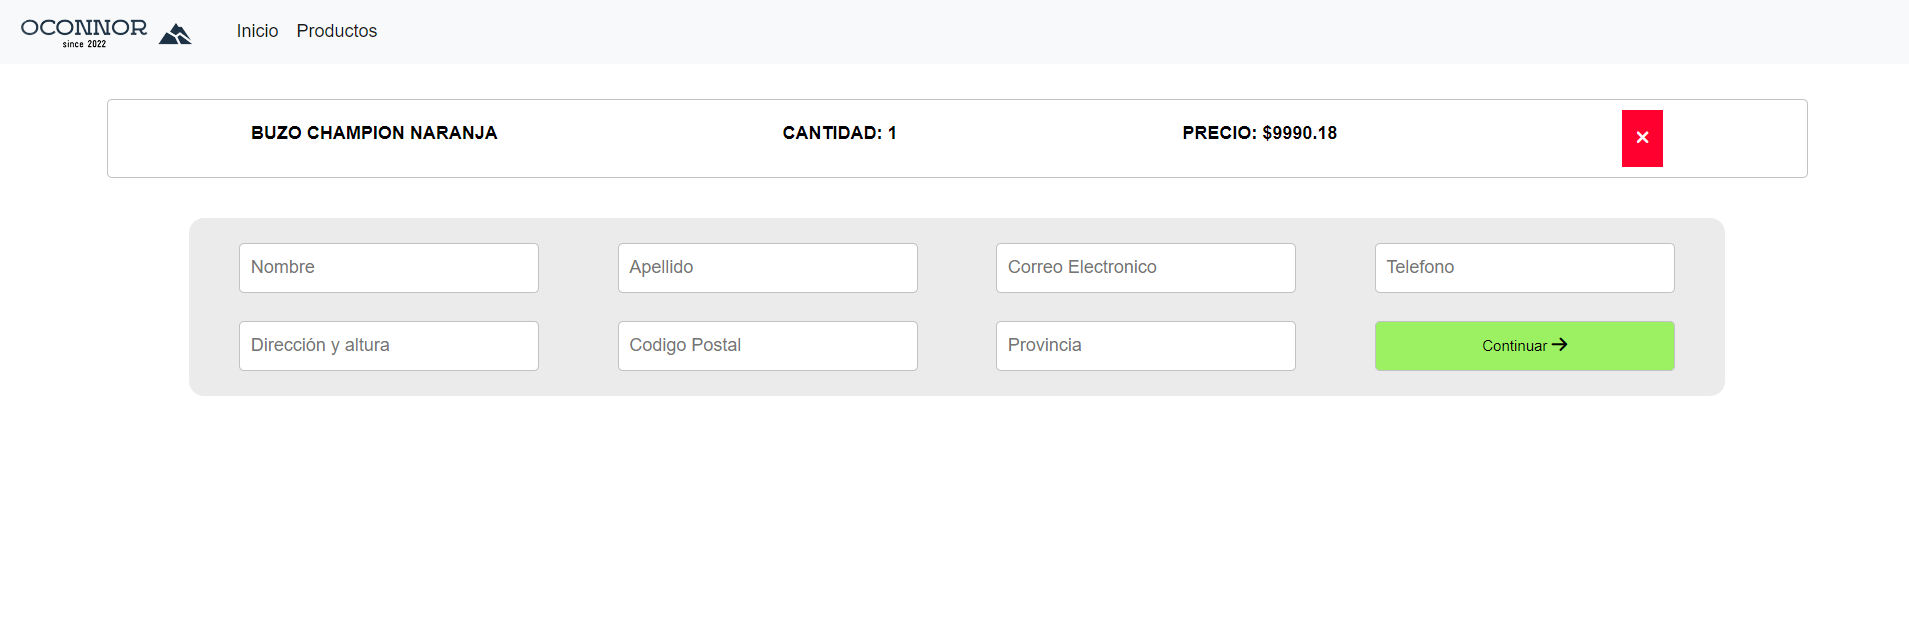 OCONNOR
since 2022
Inicio Productos
BUZO CHAMPION NARANJA CANTIDAD: 1 PRECIO: $9990.18
Nombre Apellido Correo Electronico Telefono
Dirección y altura Codigo Postal Provincia Continuar